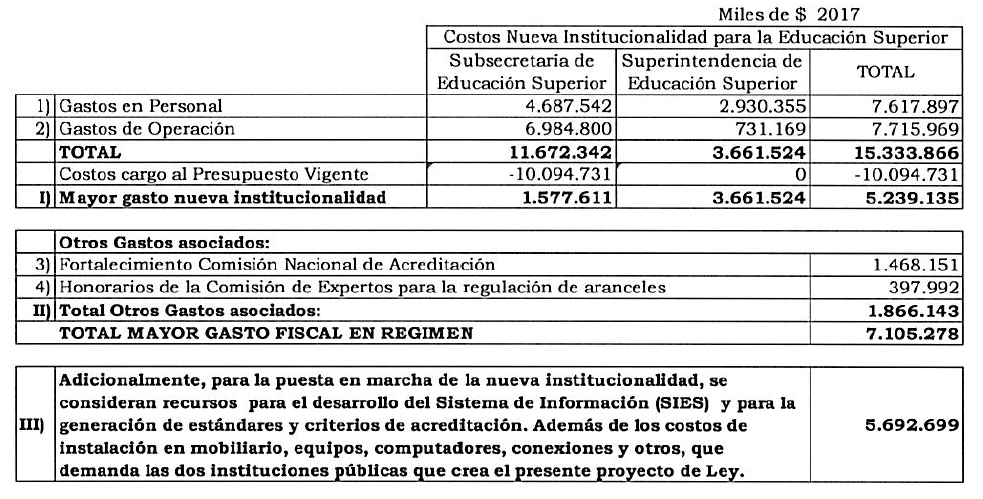 Miles de $ 2017
Costos Nueva Institucionalidad para la Educación Superior
Subsecretaria de Educación Superior Superintendencia de Educación Superior TOTAL
1) Gastos en Personal 4.687.542 2.930.355 7.617.897
2) Gastos de Operación 6.984.800 731.169 7.715.969
TOTAL 11.672.342 3.661.524 15.333.866
Costos cargo al Presupuesto Vigente -10.094.731 0 -10.094.731
I) Mayor gasto nueva institucionalidad 1.577.611 3.661.524 5.239.135
Otros Gastos asociados:
3) Fortalecimiento Comisión Nacional de Acreditación 1.468.151
4) Honorarios de la Comisión de Expertos para la regulación de aranceles 397.992
II) Total Otros Gastos asociados: 1.866.143
TOTAL MAYOR GASTO FISCAL EN REGIMEN 7.105.278
Adicionalmente, para la puesta en marcha de la nueva institucionalidad, se
consideran recursos para el desarrollo del Sistema de Información (SIES) y para la
III) generación de estándares y criterios de acreditación. Además de los costos de 5.692.699
instalación en mobiliario, equipos, computadores, conexiones y otros, que
demanda las dos instituciones públicas que crea el presente proyecto de Ley.